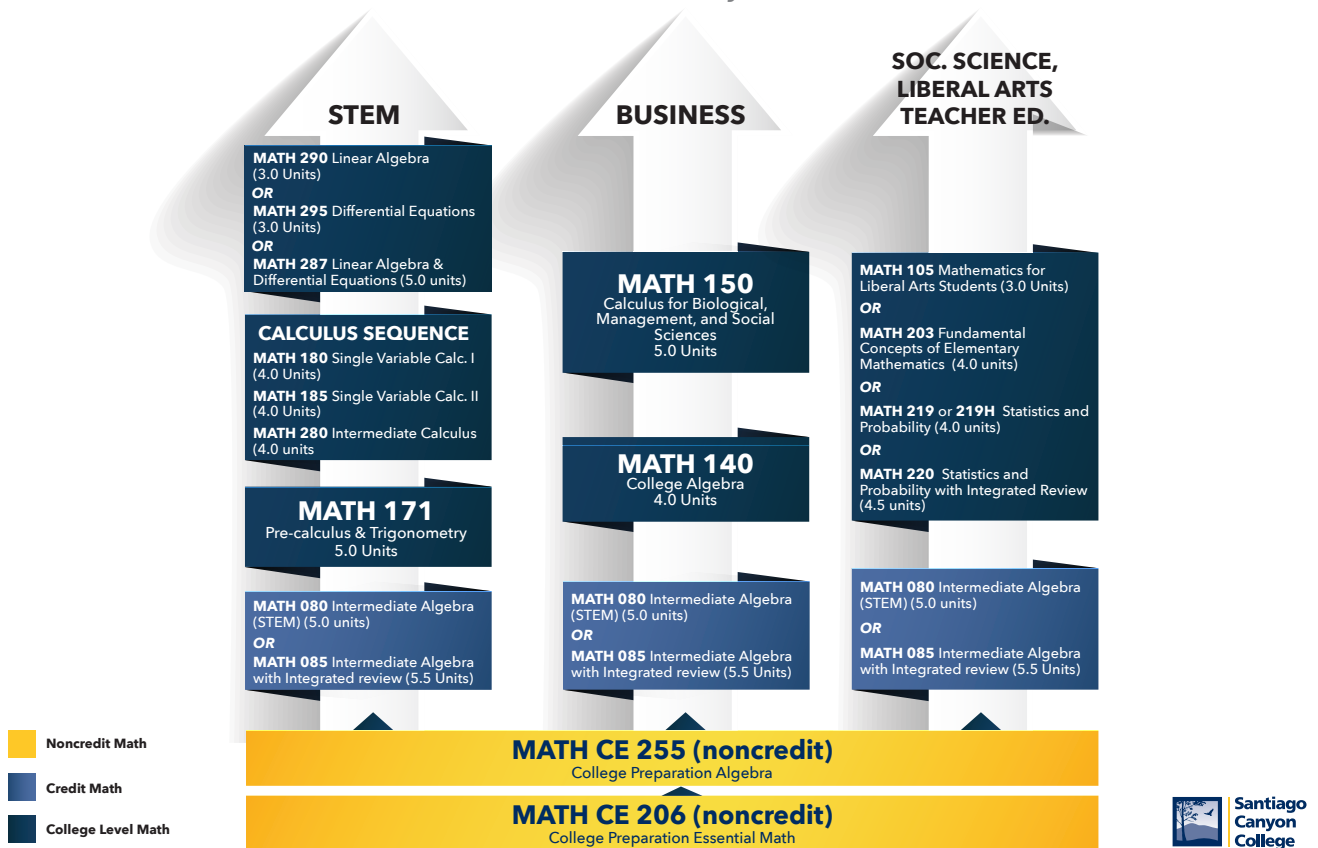 STEM
MATH 290 Linear Algebra
(3.0 Units)
OR
MATH 295 Differential Equations
(3.0 Units)
OR
MATH 287 Linear Algebra &
Differential Equations (5.0 units)
CALCULUS SEQUENCE
MATH 180 Single Variable Calc. I
(4.0 Units)
MATH 185 Single Variable Calc. II
(4.0 Units)
MATH 280 Intermediate Calculus
(4.0 units
MATH 171
Pre-calculus & Trigonometry
5.0 Units
MATH 080 Intermediate Algebra
(STEM) (5.0 units)
OR
MATH 085 Intermediate Algebra
with Integrated review (5.5 Units)
BUSINESS
MATH 150
Calculus for Biological,
Management, and Social
Sciences
5.0 Units
MATH 140
College Algebra
4.0 Units
MATH 080 Intermediate Algebra
(STEM) (5.0 units)
OR
MATH 085 Intermediate Algebra
with Integrated review (5.5 Units)
SOC. SCIENCE,
LIBERAL ARTS
TEACHER ED.
MATH 105 Mathematics for
Liberal Arts Students (3.0 Units)
OR
MATH 203 Fundamental
Concepts of Elementary
Mathematics (4.0 units)
OR
MATH 219 or 219H Statistics and
Probability (4.0 units)
OR
MATH 220 Statistics and
Probability with Integrated Review
(4.5 units)
MATH 080 Intermediate Algebra
(STEM) (5.0 units)
OR
MATH 085 Intermediate Algebra
with Integrated review (5.5 Units)
MATH CE 255 (noncredit)
College Preparation Algebra
MATH CE 206 (noncredit)
College Preparation Essential Math
Noncredit Math
Credit Math
College Level Math
Santiago
Canyon
College